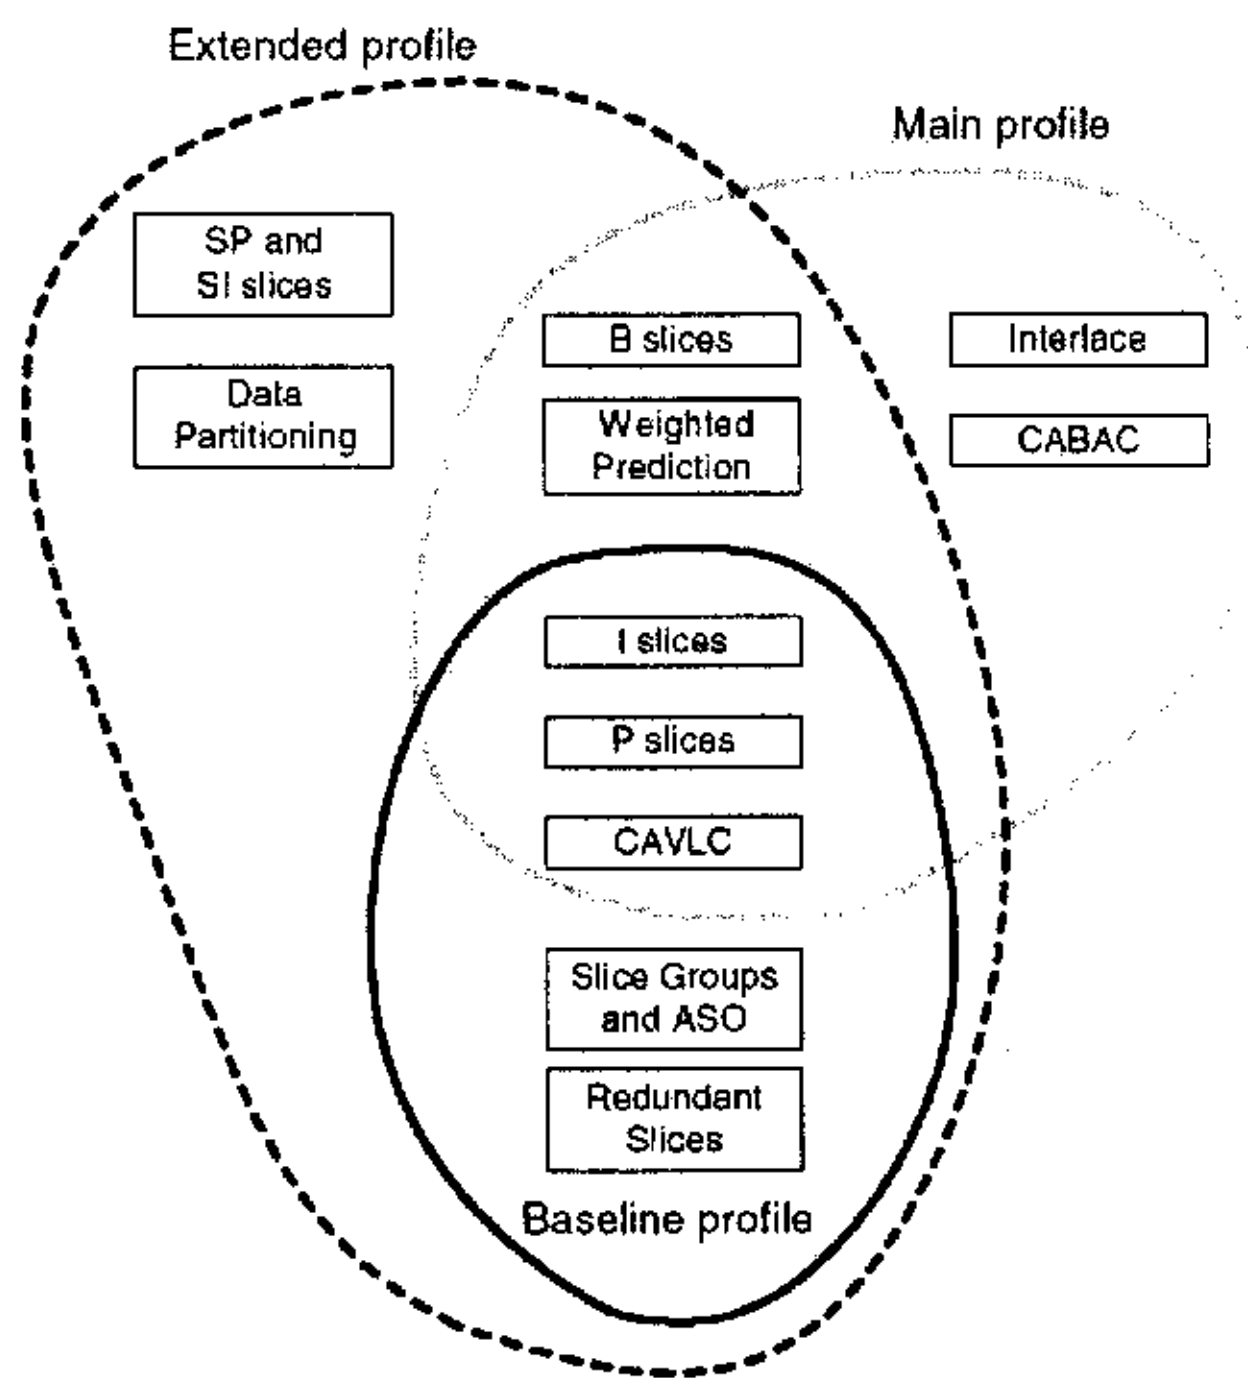 Extended profile
Main profile
SP and
SI slices
B slices
Interlace
Data
Partitioning
Weighted
Prediction
CABAC
I slices
P slices
CAVLC
Slice Groups
and ASO
Redundant
Slices
Baseline profile